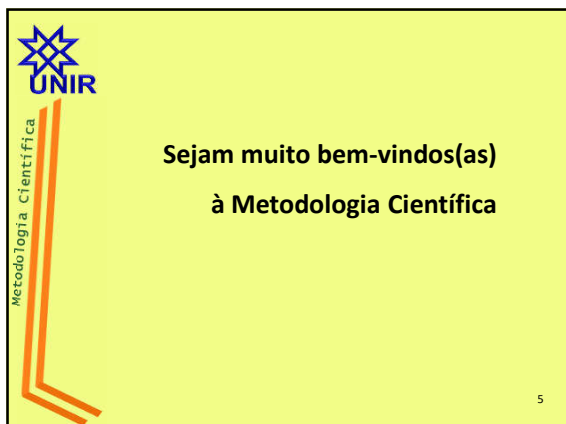 UNIR
Metodologia Científica
Sejam muito bem-vindos(as)
à Metodologia Científica
5